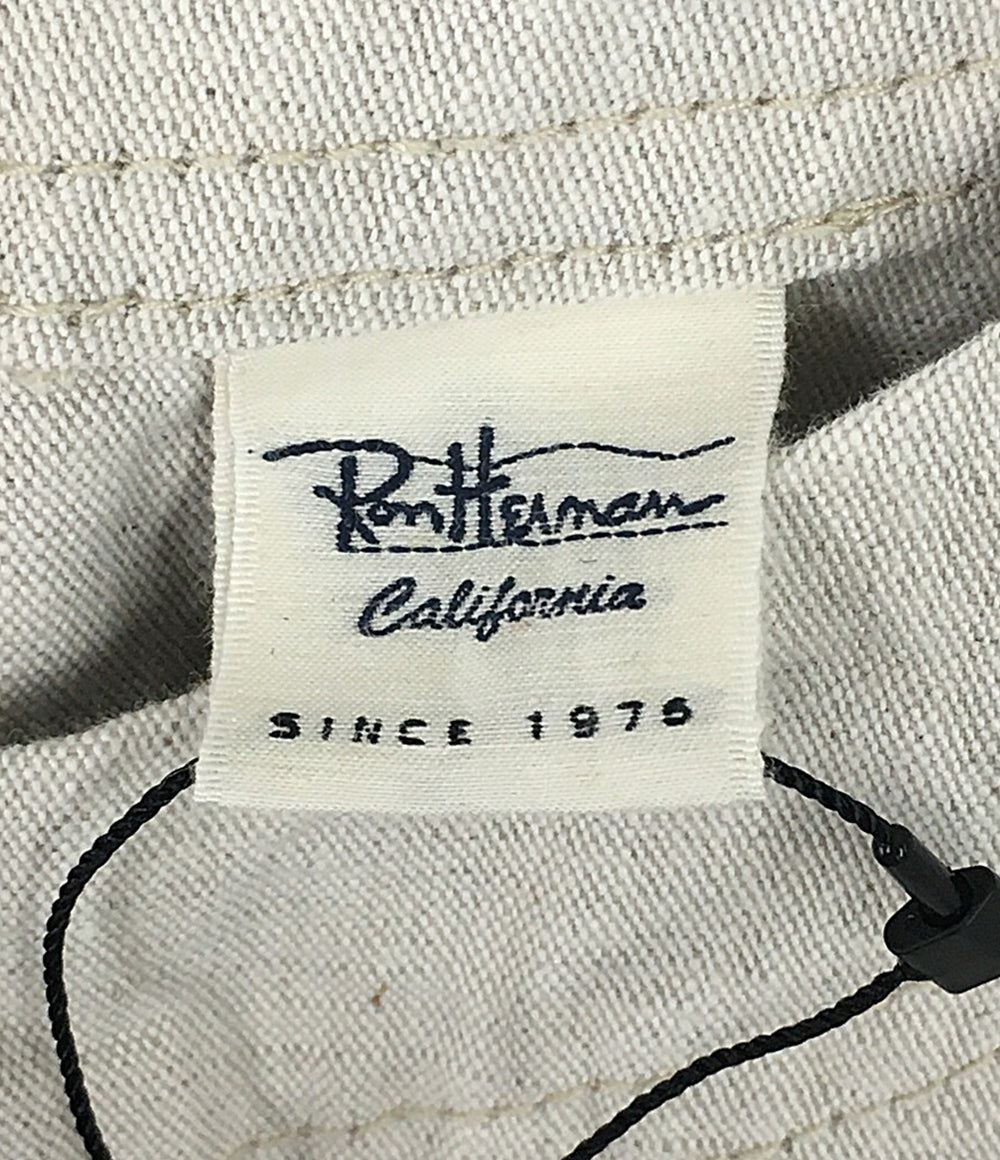 Ron Herman
California
SINCE 1976